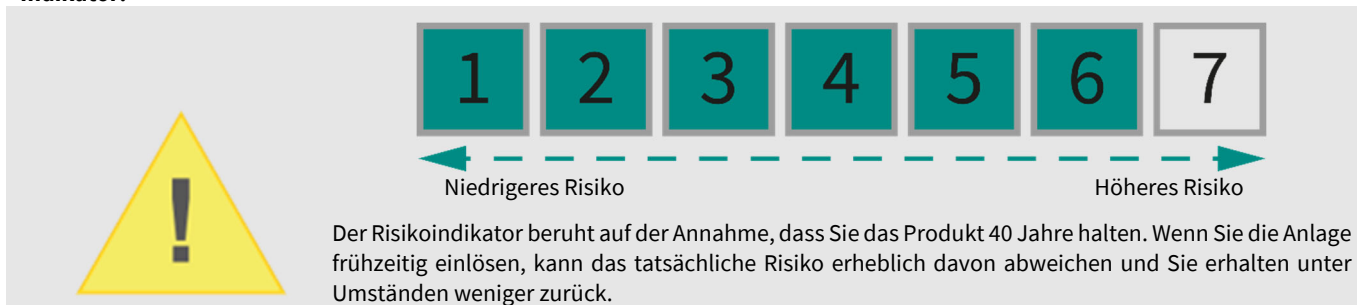 Indikator:
1 2 3 4 5 6 7
!
Niedrigeres Risiko Höheres Risiko
Der Risikoindikator beruht auf der Annahme, dass Sie das Produkt 40 Jahre halten. Wenn Sie die Anlage
frühzeitig einlösen, kann das tatsächliche Risiko erheblich davon abweichen und Sie erhalten unter
Umständen weniger zurück.